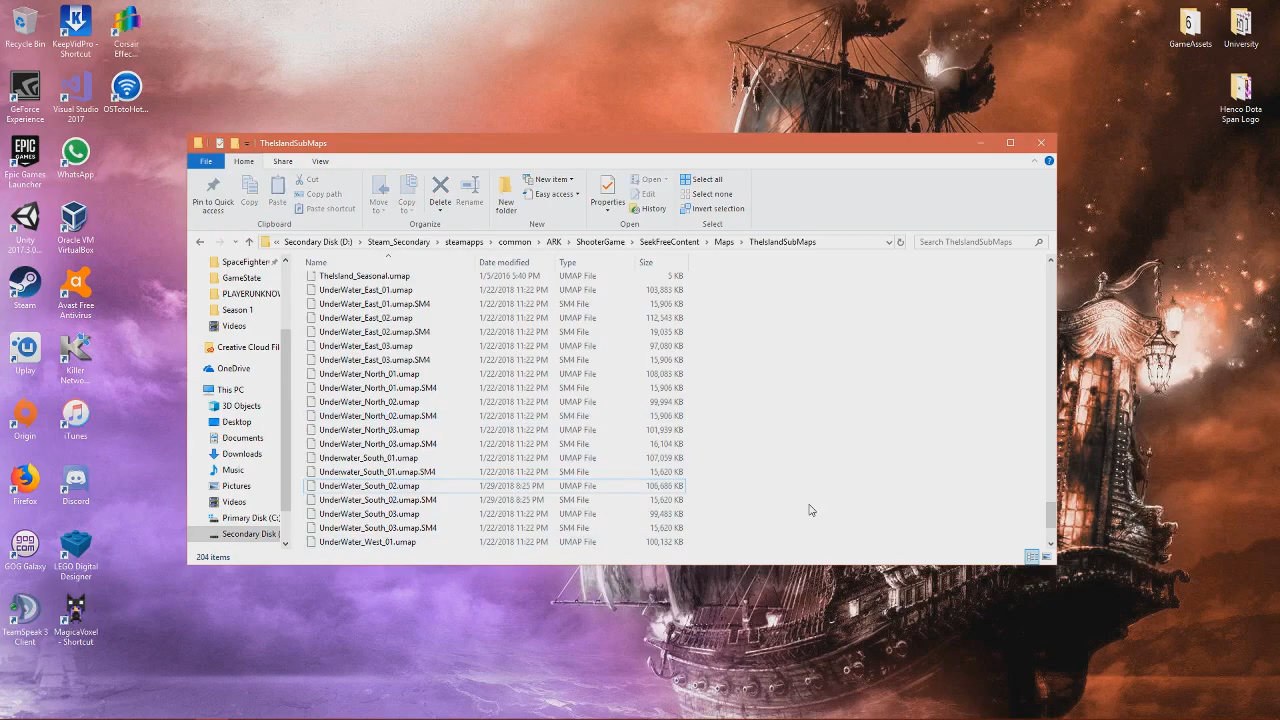 Recycle Bin
KeepVidPro - Shortcut
Corsair Effec...
GeForce Experience
Visual Studio 2017
OSTotoHot...
EPIC GAMES
Epic Games Launcher
WhatsApp
Unity 2017.3.0...
Oracle VM VirtualBox
Steam
Avast Free Antivirus
Uplay
Killer Netwo...
Origin
iTunes
Firefox
Discord
GOG.COM
GOG Galaxy
LEGO Digital Designer
TeamSpeak 3 Client
MagicaVoxel - Shortcut
GameAssets
University
Henco Dota Span Logo
TheIslandSubMaps
File Home Share View
Pin to Quick access
Copy
Paste
Cut
Copy path
Paste shortcut
Clipboard
Move to
Copy to
Delete
Rename
Organize
New folder
New item
Easy access
New
Properties
Open
Edit
History
Open
Select all
Select none
Invert selection
Select
« Secondary Disk (D:) > Steam_Secondary > steamapps > common > ARK > ShooterGame > SeekFreeContent > Maps > TheIslandSubMaps
Search TheIslandSubMaps
SpaceFighter
GameState
PLAYERUNKNOW
Season 1
Videos
Creative Cloud Fil
OneDrive
This PC
3D Objects
Desktop
Documents
Downloads
Music
Pictures
Videos
Primary Disk (C:
Secondary Disk (
Name Date modified Type Size
TheIsland_Seasonal.umap 1/5/2016 5:40 PM UMAP File 5 KB
UnderWater_East_01.umap 1/22/2018 11:22 PM UMAP File 103,883 KB
UnderWater_East_01.umap.SM4 1/22/2018 11:22 PM SM4 File 15,906 KB
UnderWater_East_02.umap 1/22/2018 11:22 PM UMAP File 112,543 KB
UnderWater_East_02.umap.SM4 1/22/2018 11:22 PM SM4 File 19,035 KB
UnderWater_East_03.umap 1/22/2018 11:22 PM UMAP File 97,080 KB
UnderWater_East_03.umap.SM4 1/22/2018 11:22 PM SM4 File 15,906 KB
UnderWater_North_01.umap 1/22/2018 11:22 PM UMAP File 108,083 KB
UnderWater_North_01.umap.SM4 1/22/2018 11:22 PM SM4 File 15,906 KB
UnderWater_North_02.umap 1/22/2018 11:22 PM UMAP File 99,994 KB
UnderWater_North_02.umap.SM4 1/22/2018 11:22 PM SM4 File 15,906 KB
UnderWater_North_03.umap 1/22/2018 11:22 PM UMAP File 101,939 KB
UnderWater_North_03.umap.SM4 1/22/2018 11:22 PM SM4 File 16,104 KB
Underwater_South_01.umap 1/22/2018 11:22 PM UMAP File 107,059 KB
Underwater_South_01.umap.SM4 1/22/2018 11:22 PM SM4 File 15,620 KB
UnderWater_South_02.umap 1/29/2018 8:25 PM UMAP File 106,686 KB
UnderWater_South_02.umap.SM4 1/29/2018 8:25 PM SM4 File 15,620 KB
UnderWater_South_03.umap 1/22/2018 11:22 PM UMAP File 99,483 KB
UnderWater_South_03.umap.SM4 1/22/2018 11:22 PM SM4 File 15,620 KB
UnderWater_West_01.umap 1/22/2018 11:22 PM UMAP File 100,132 KB
204 items